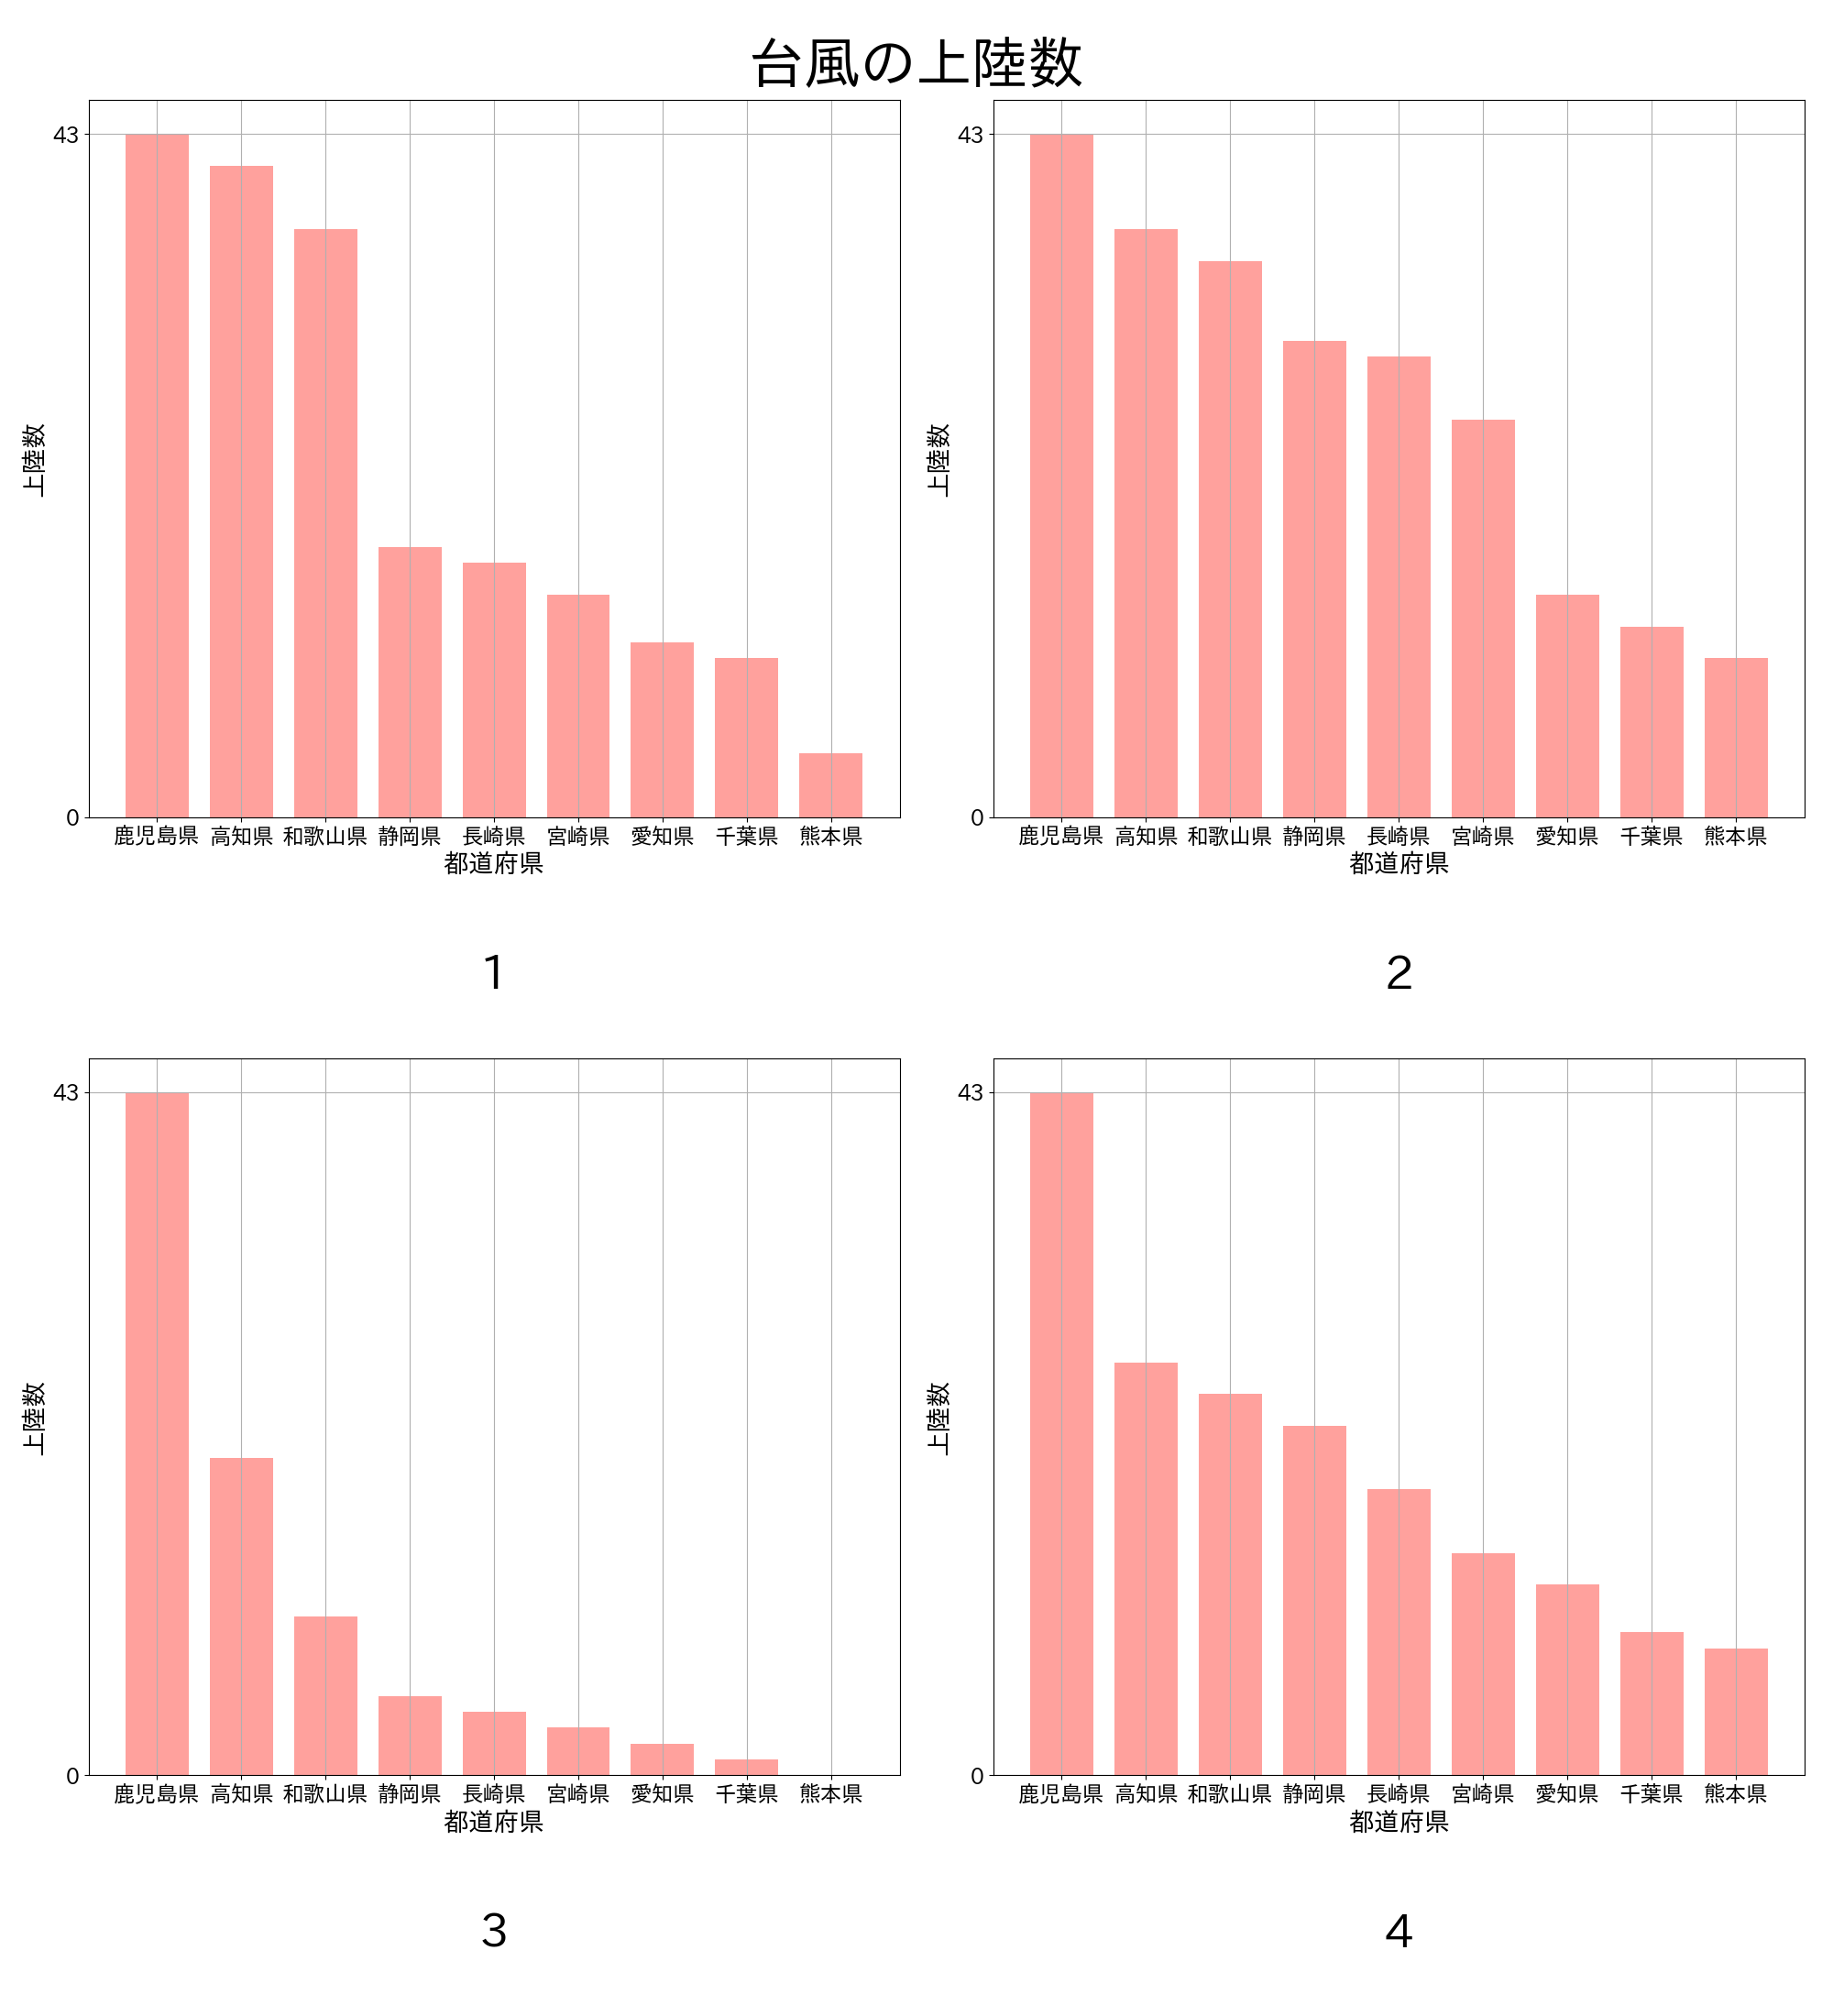 台風の上陸数
43
0
上陸数
鹿児島県 高知県 和歌山県 静岡県 長崎県 宮崎県 愛知県 千葉県 熊本県
都道府県
1
43
0
上陸数
鹿児島県 高知県 和歌山県 静岡県 長崎県 宮崎県 愛知県 千葉県 熊本県
都道府県
2
43
0
上陸数
鹿児島県 高知県 和歌山県 静岡県 長崎県 宮崎県 愛知県 千葉県 熊本県
都道府県
3
43
0
上陸数
鹿児島県 高知県 和歌山県 静岡県 長崎県 宮崎県 愛知県 千葉県 熊本県
都道府県
4